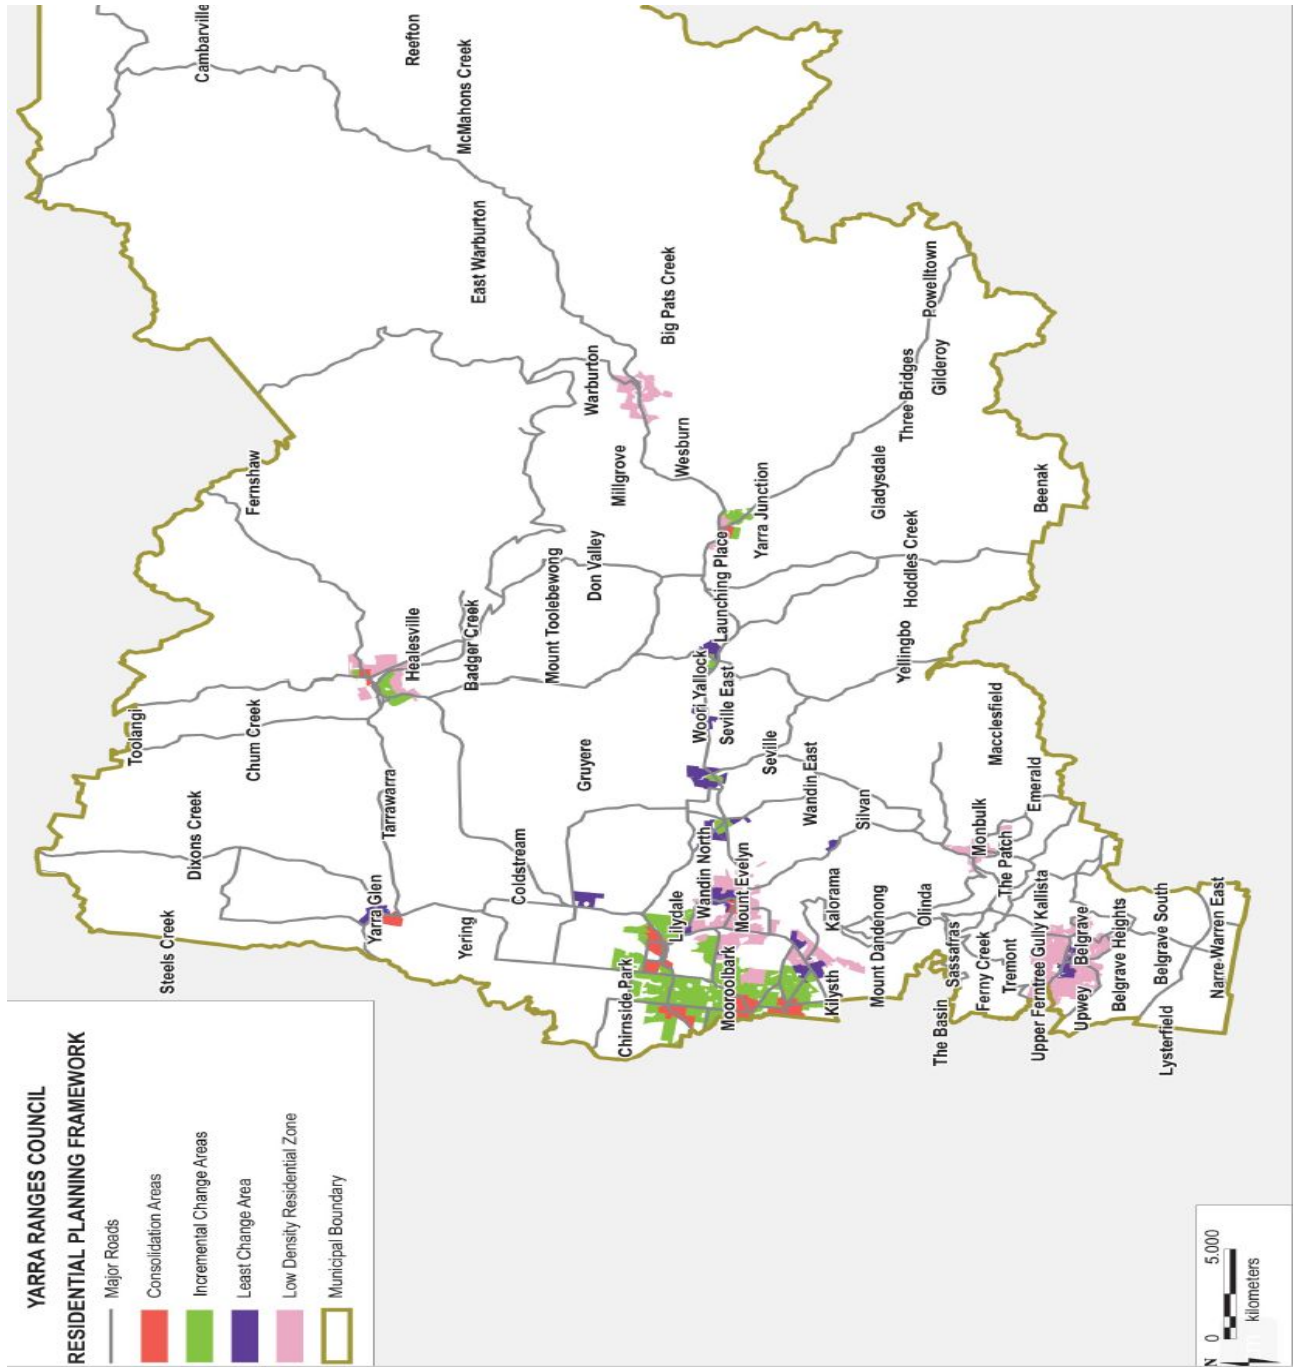 YARRA RANGES COUNCIL
RESIDENTIAL PLANNING FRAMEWORK
Major Roads
Consolidation Areas
Incremental Change Areas
Least Change Area
Low Density Residential Zone
Municipal Boundary
Steels Creek
Dixons Creek
Toolangi
Chum Creek
Fernshaw
Cambarville
Reefton
McMahons Creek
East Warburton
Yarra Glen
Tarrawarra
Healesville
Badger Creek
Yering
Coldstream
Gruyere
Mount Toolebewong
Don Valley
Millgrove
Warburton
Wesburn
Big Pats Creek
Chirnside Park
Lilydale
Wandin North
Woori Yallock
Seville East
Launching Place
Yarra Junction
Mooroolbark
Mount Evelyn
Seville
Wandin East
Silvan
Kilysth
Kalorama
Mount Dandenong
Olinda
Yellingbo
Hoddles Creek
Gladysdale
Three Bridges
Gilderoy
Powelltown
Beenak
The Basin
Sassafras
Ferny Creek
Tremont
Monbulk
The Patch
Macclesfield
Emerald
Upper Ferntree Gully
Kallista
Upwey
Belgrave
Belgrave Heights
Belgrave South
Lysterfield
Narre-Warren East
N
0
5.000
kilometers